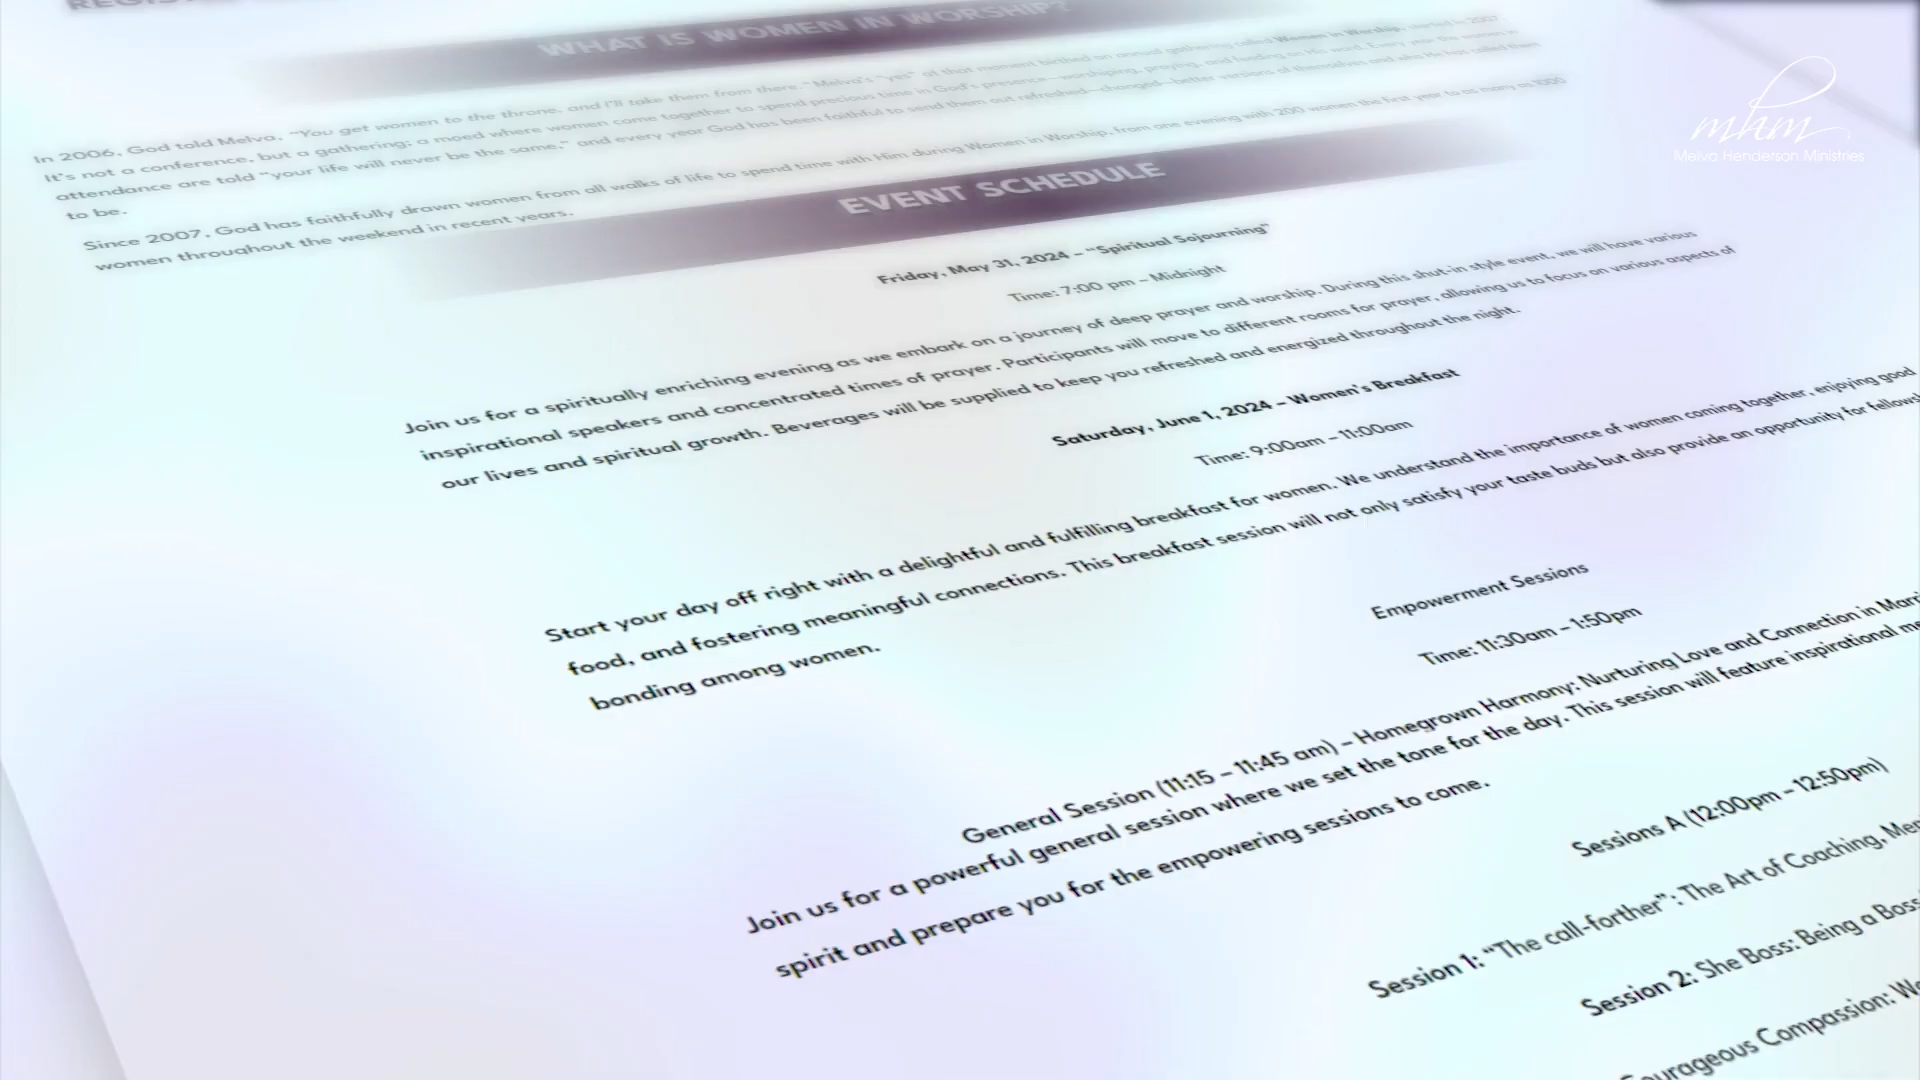 WHAT IS WOMEN IN WORSHIP?
In 2006, God told Melva, "You get women to the throne, and I'll take them from there." Melva's "yes" at that moment birthed an annual gathering called Women in Worship, started in 2007.
It's not a conference, but a gathering; a moed where women come together to spend precious time in God's presence—worshiping, praying, and feeding on His word. Every year the women in
attendance are told "your life will never be the same," and every year God has been faithful to send them out refreshed—changed—better versions of themselves and who He has called them
to be.
Since 2007, God has faithfully drawn women from all walks of life to spend time with Him during Women in Worship, from one evening with 200 women the first year to as many as 1000
women throughout the weekend in recent years.
EVENT SCHEDULE
Friday, May 31, 2024 – "Spiritual Sojourning"
Time: 7:00 pm – Midnight
Join us for a spiritually enriching evening as we embark on a journey of deep prayer and worship. During this shut-in style event, we will have various
inspirational speakers and concentrated times of prayer. Participants will move to different rooms for prayer, allowing us to focus on various aspects of
our lives and spiritual growth. Beverages will be supplied to keep you refreshed and energized throughout the night.
Saturday, June 1, 2024 – Women's Breakfast
Time: 9:00am – 11:00am
Start your day off right with a delightful and fulfilling breakfast for women. We understand the importance of women coming together, enjoying good
food, and fostering meaningful connections. This breakfast session will not only satisfy your taste buds but also provide an opportunity for
bonding among women.
Empowerment Sessions
Time: 11:30am – 1:50pm
General Session (11:15 – 11:45 am) – Homegrown Harmony: Nurturing Love and Connection in
Join us for a powerful general session where we set the tone for the day. This session will feature inspirational
spirit and prepare you for the empowering sessions to come.
Sessions A (12:00pm – 12:50pm)
Session 1: "The call-forther": The Art of Coaching,
Session 2: She Boss: Being a Boss
Courageous Compassion:
mhm
Melva Henderson Ministries